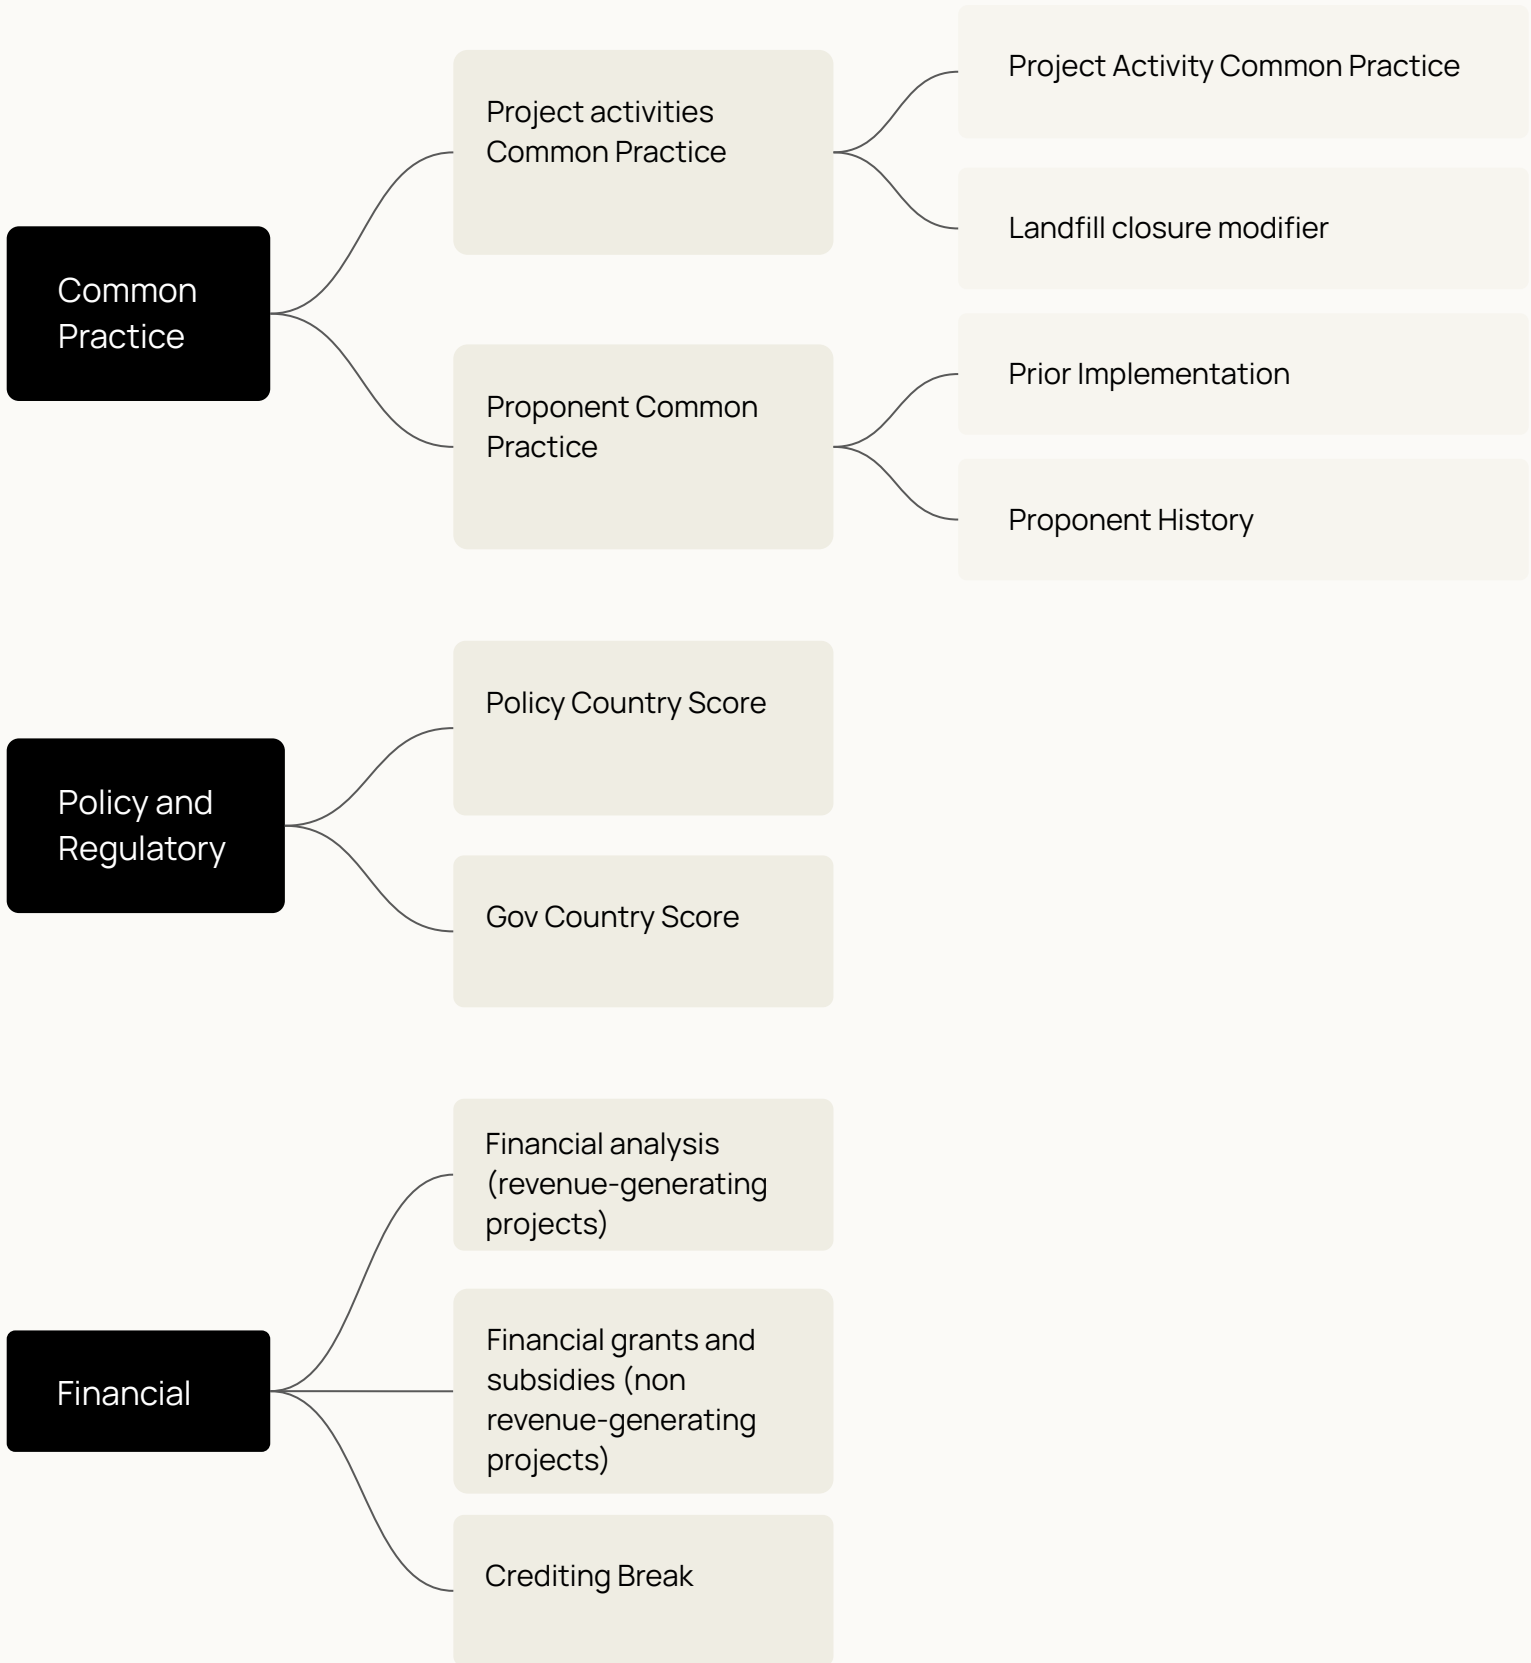 Common
Practice
Project activities
Common Practice
Project Activity Common Practice
Landfill closure modifier
Proponent Common
Practice
Prior Implementation
Proponent History
Policy and
Regulatory
Policy Country Score
Gov Country Score
Financial
Financial analysis
(revenue-generating
projects)
Financial grants and
subsidies (non
revenue-generating
projects)
Crediting Break